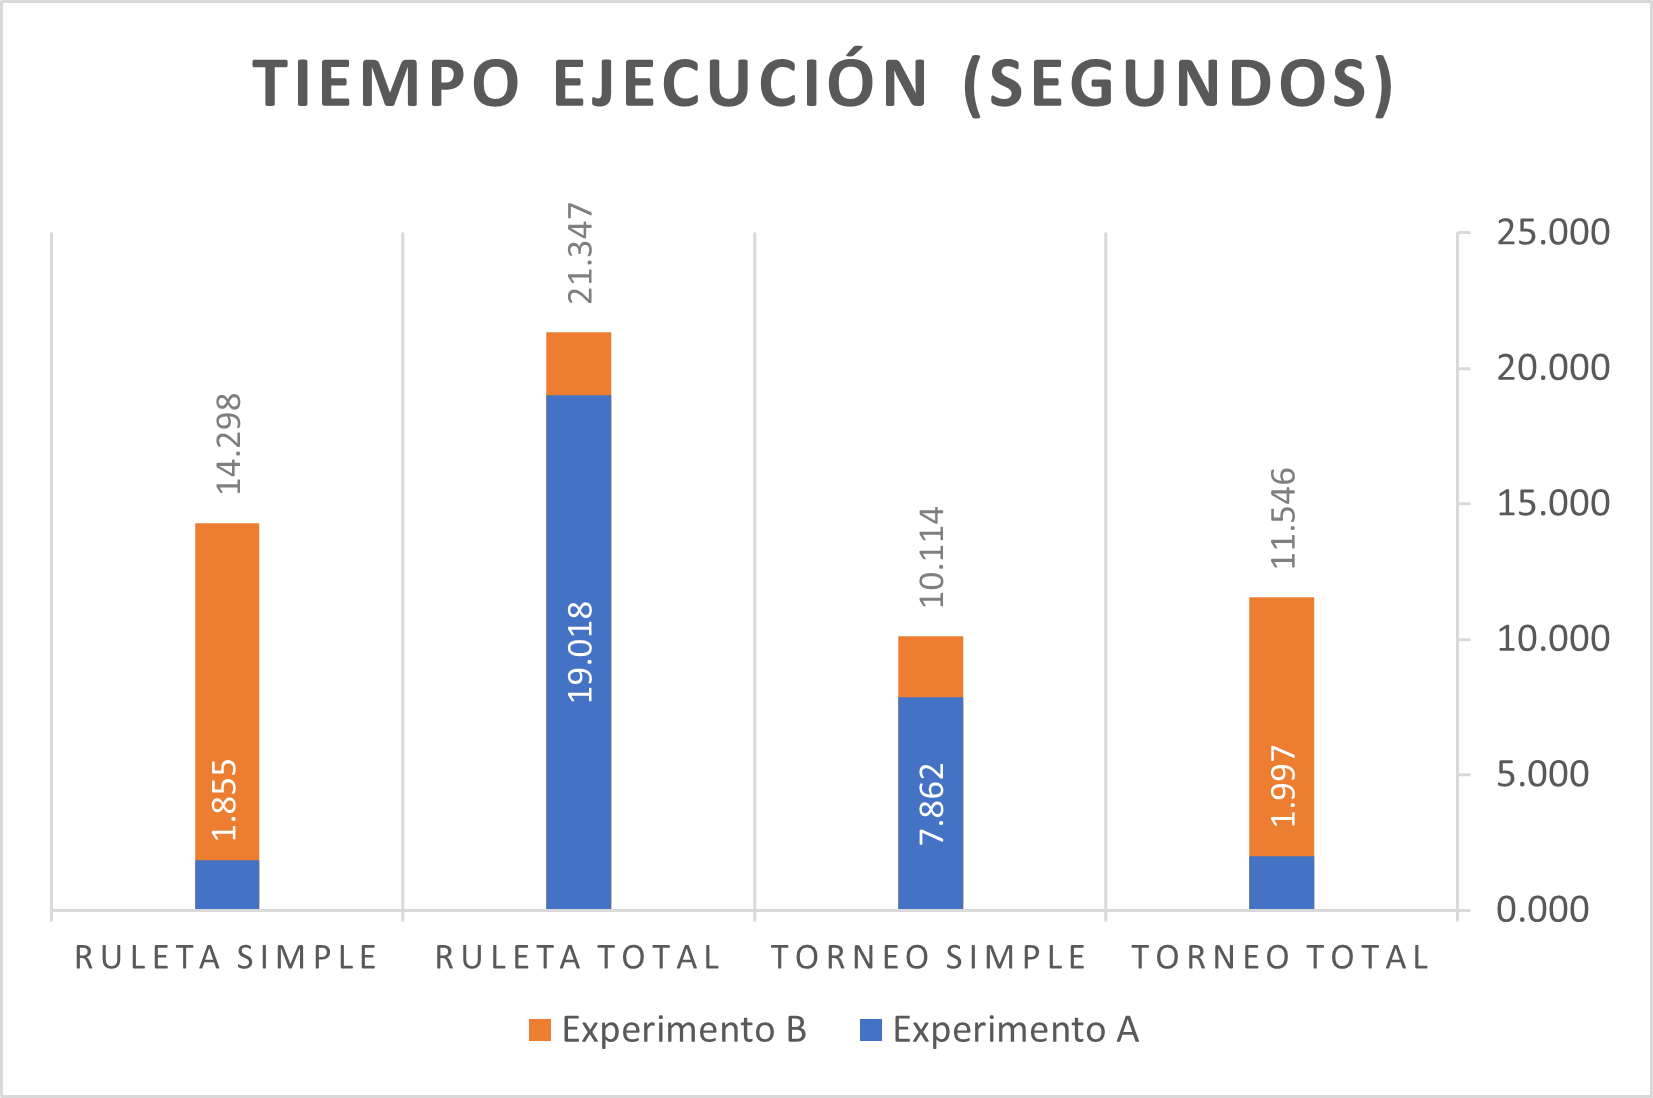 TIEMPO EJECUCIÓN (SEGUNDOS)
25.000
20.000
15.000
10.000
5.000
0.000
14.298
1.855
21.347
19.018
10.114
7.862
11.546
1.997
RULETA SIMPLE
RULETA TOTAL
TORNEO SIMPLE
TORNEO TOTAL
Experimento B
Experimento A